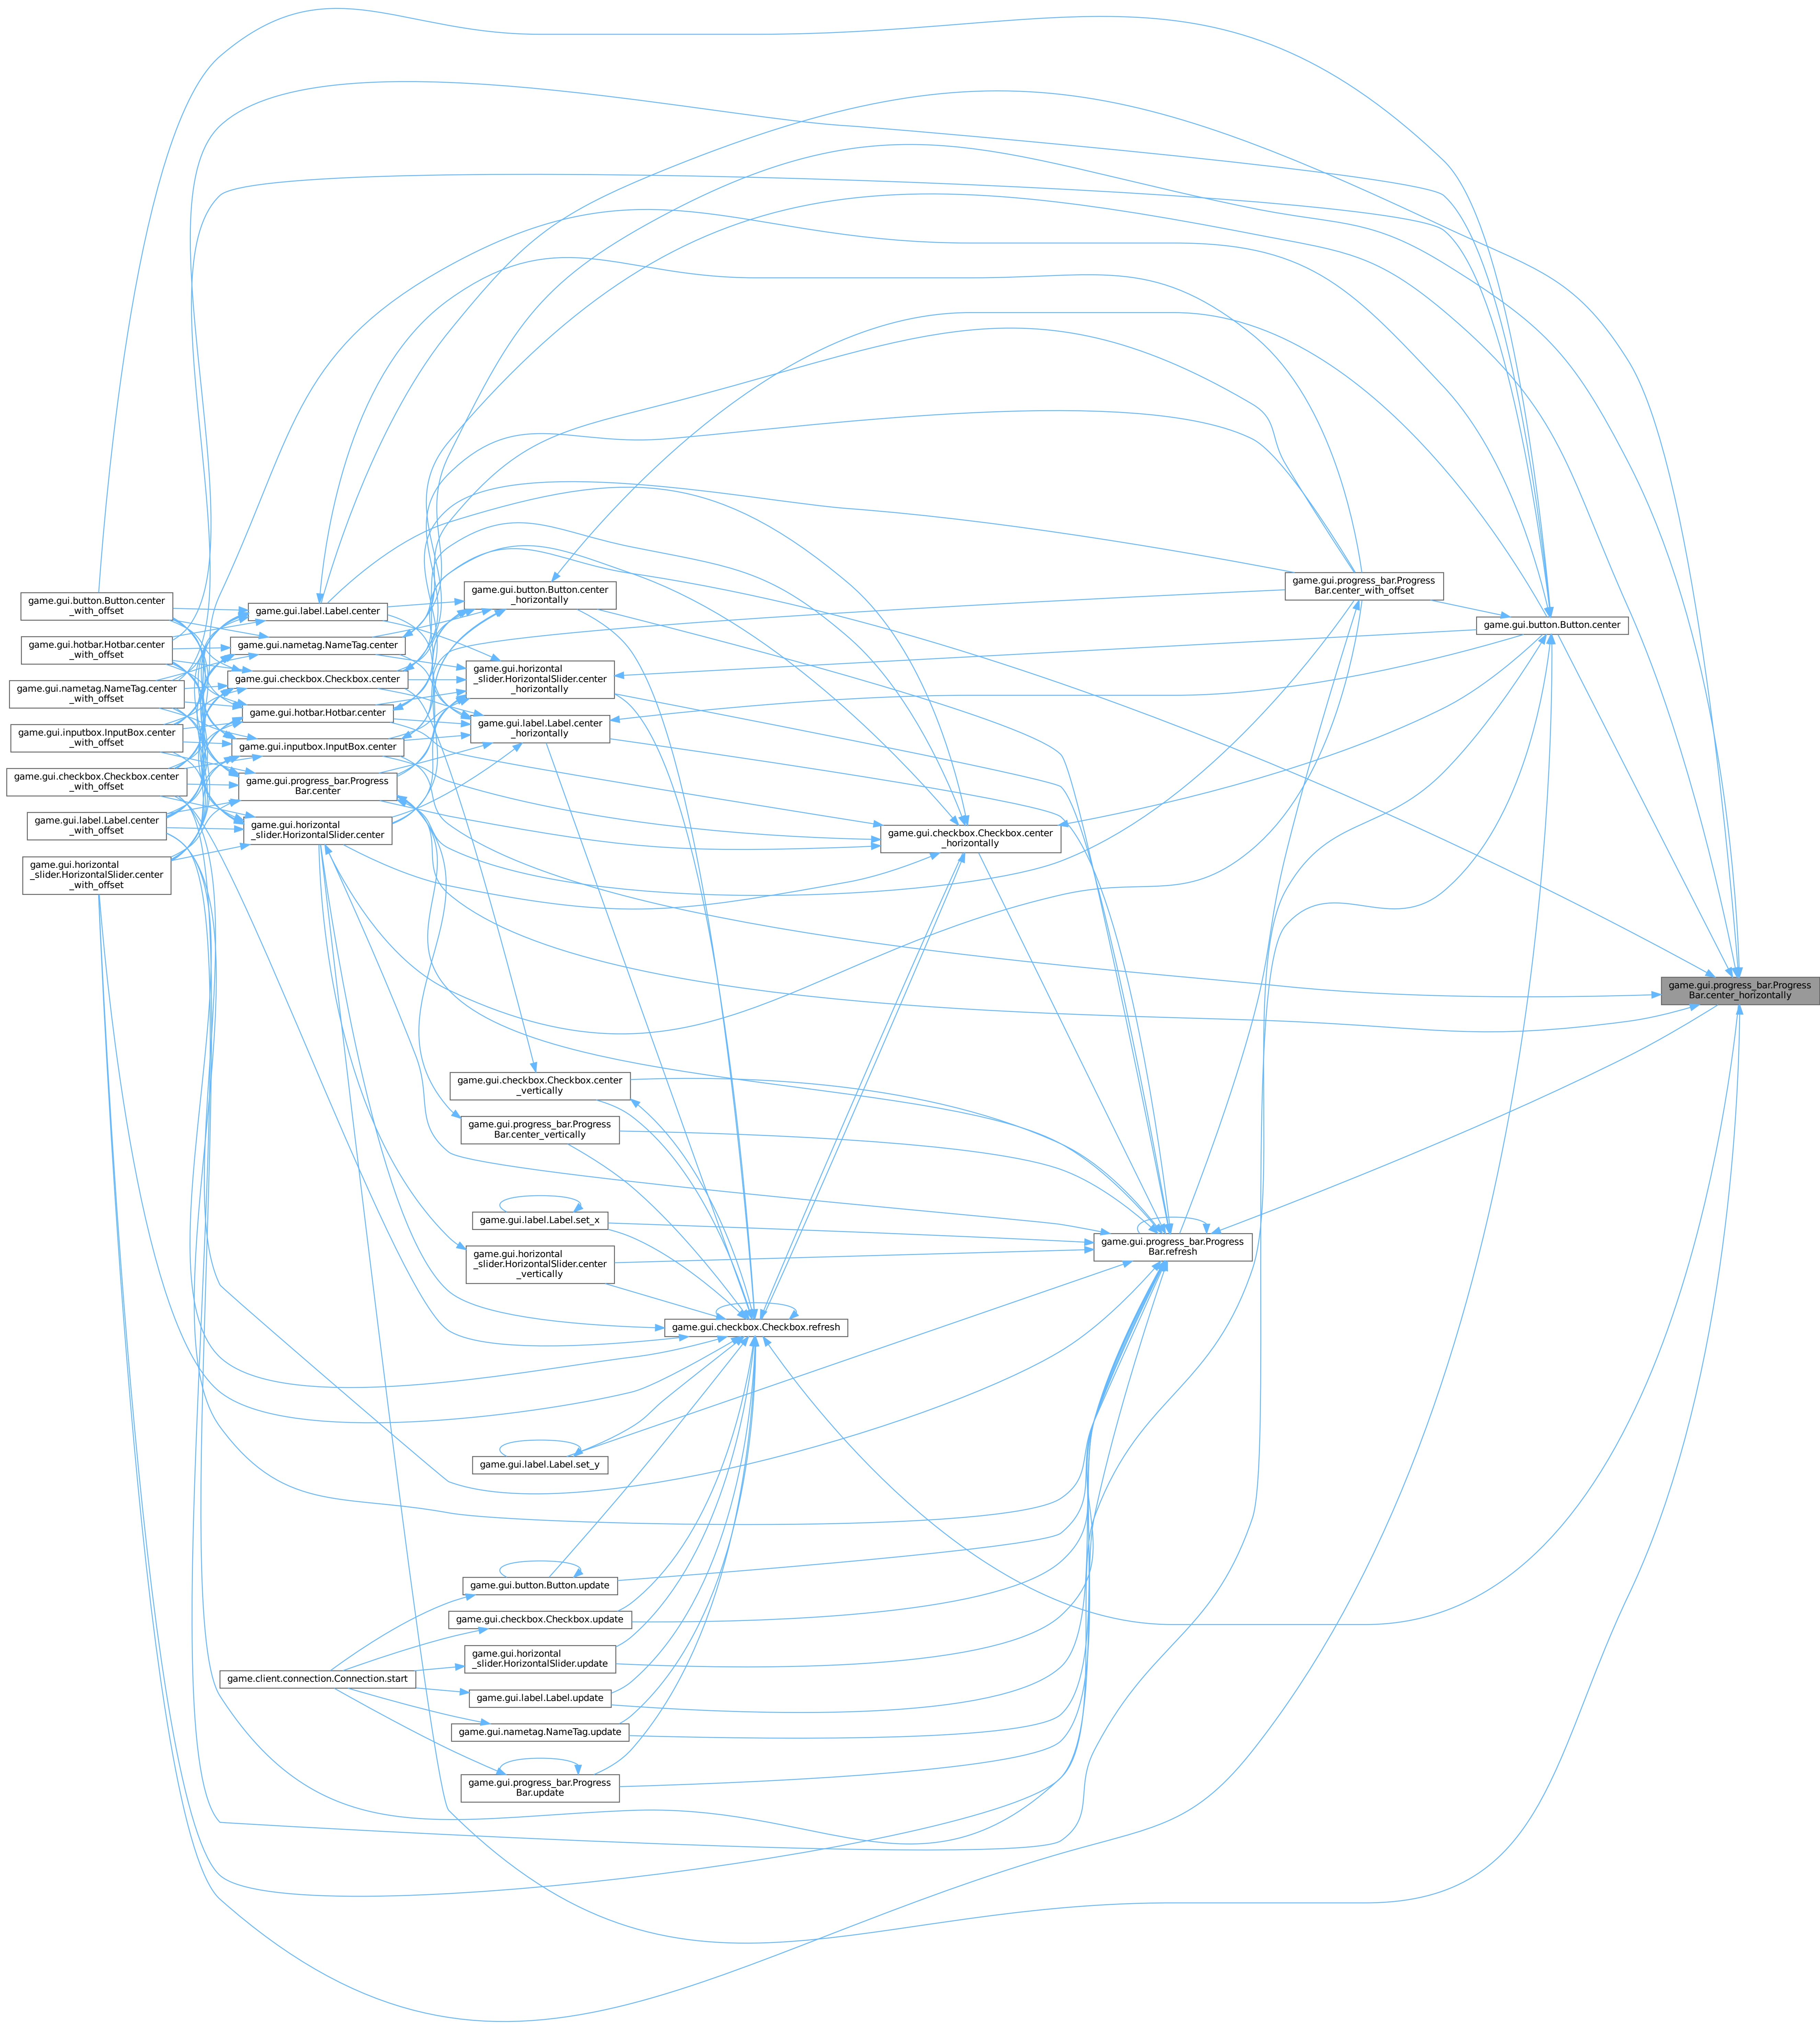 game.gui.button.Button.center
_with_offset
game.gui.hotbar.Hotbar.center
_with_offset
game.gui.nametag.NameTag.center
_with_offset
game.gui.inputbox.InputBox.center
_with_offset
game.gui.checkbox.Checkbox.center
_with_offset
game.gui.label.Label.center
_with_offset
game.gui.horizontal
_slider.HorizontalSlider.center
_with_offset
game.gui.label.Label.center
game.gui.nametag.NameTag.center
game.gui.checkbox.Checkbox.center
game.gui.hotbar.Hotbar.center
game.gui.inputbox.InputBox.center
game.gui.progress_bar.Progress
Bar.center
game.gui.horizontal
_slider.HorizontalSlider.center
game.client.connection.Connection.start
game.gui.button.Button.center
_horizontally
game.gui.horizontal
_slider.HorizontalSlider.center
_horizontally
game.gui.label.Label.center
_horizontally
game.gui.checkbox.Checkbox.center
_vertically
game.gui.progress_bar.Progress
Bar.center_vertically
game.gui.label.Label.set_x
game.gui.horizontal
_slider.HorizontalSlider.center
_vertically
game.gui.label.Label.set_y
game.gui.button.Button.update
game.gui.checkbox.Checkbox.update
game.gui.horizontal
_slider.HorizontalSlider.update
game.gui.label.Label.update
game.gui.nametag.NameTag.update
game.gui.progress_bar.Progress
Bar.update
game.gui.checkbox.Checkbox.refresh
game.gui.checkbox.Checkbox.center
_horizontally
game.gui.progress_bar.Progress
Bar.refresh
game.gui.progress_bar.Progress
Bar.center_with_offset
game.gui.button.Button.center
game.gui.progress_bar.Progress
Bar.center_horizontally